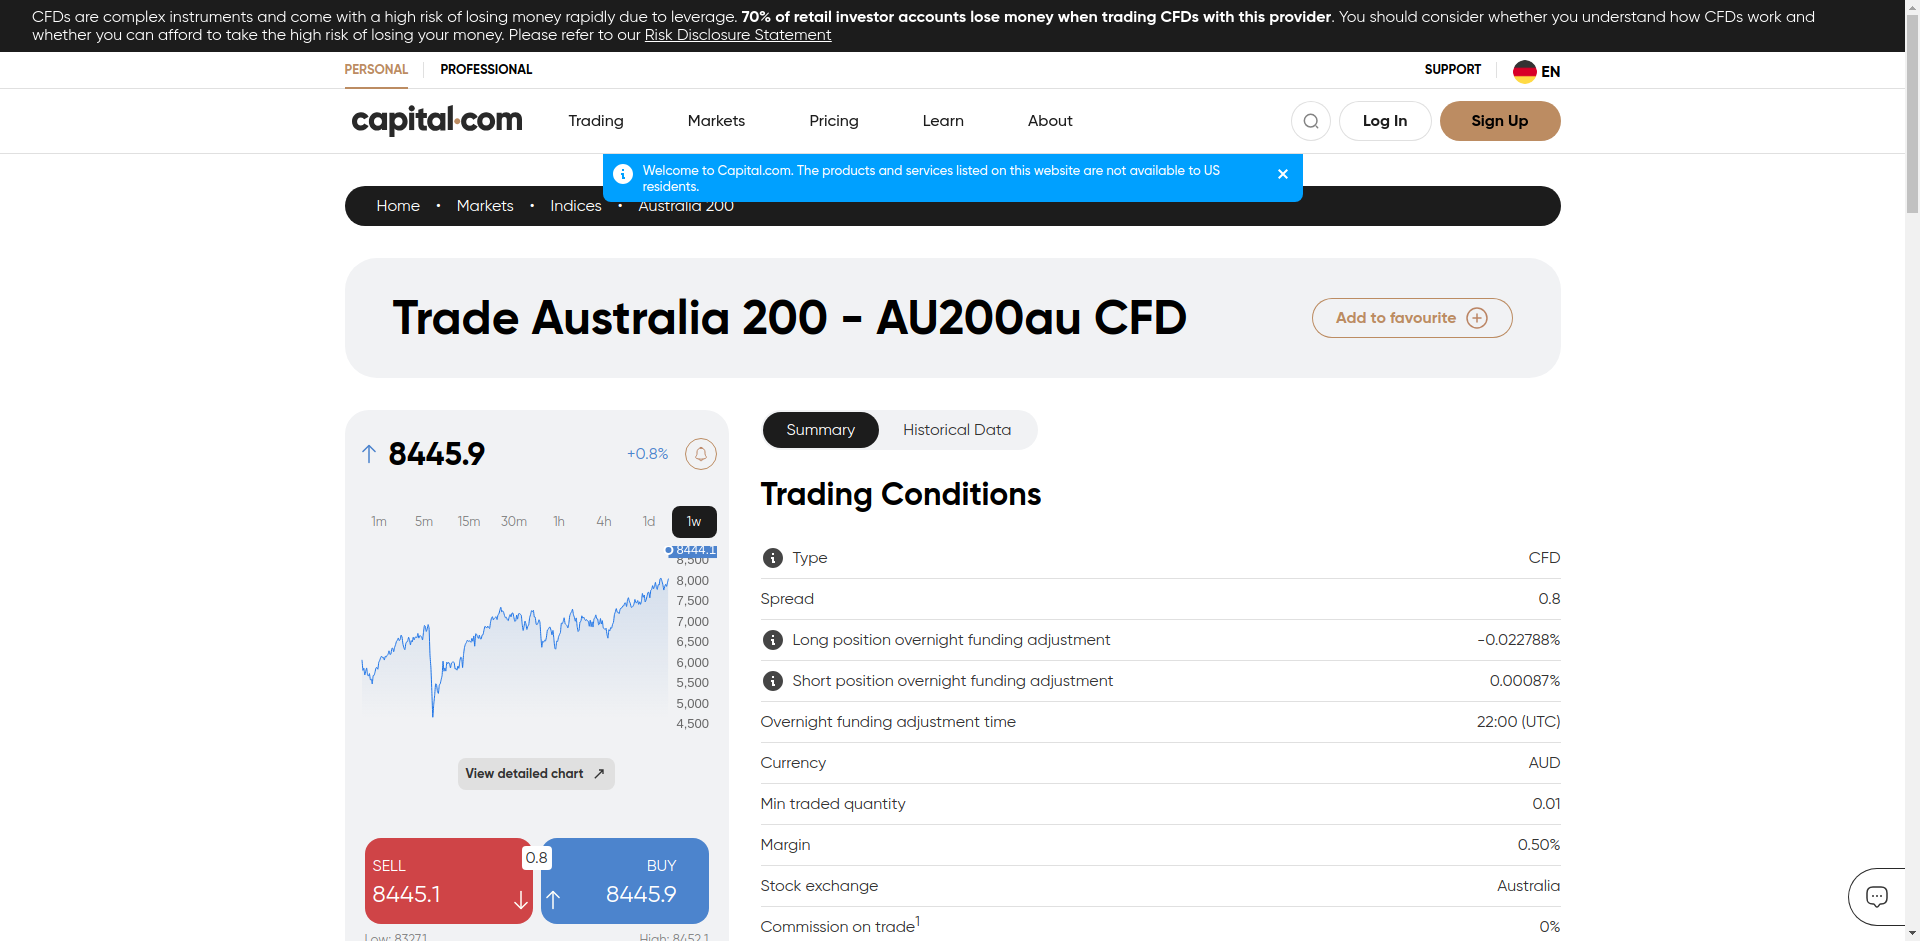 CFDs are complex instruments and come with a high risk of losing money rapidly due to leverage. 70% of retail investor accounts lose money when trading CFDs with this provider. You should consider whether you understand how CFDs work and
whether you can afford to take the high risk of losing your money. Please refer to our Risk Disclosure Statement
PERSONAL
PROFESSIONAL
SUPPORT
EN
capital.com
Trading
Markets
Pricing
Learn
About
Log In
Sign Up
Welcome to Capital.com. The products and services listed on this website are not available to US
residents.
Home • Markets • Indices • Australia 200
Trade Australia 200 - AU200au CFD
Add to favourite
8445.9
+0.8%
1m
5m
15m
30m
1h
4h
1d
1w
8444.1
8,500
8,000
7,500
7,000
6,500
6,000
5,500
5,000
4,500
View detailed chart
SELL
8445.1
0.8
BUY
8445.9
Low: 8327.1
High: 8452.1
Summary
Historical Data
Trading Conditions
Type CFD
Spread 0.8
Long position overnight funding adjustment -0.022788%
Short position overnight funding adjustment 0.00087%
Overnight funding adjustment time 22:00 (UTC)
Currency AUD
Min traded quantity 0.01
Margin 0.50%
Stock exchange Australia
Commission on trade¹ 0%